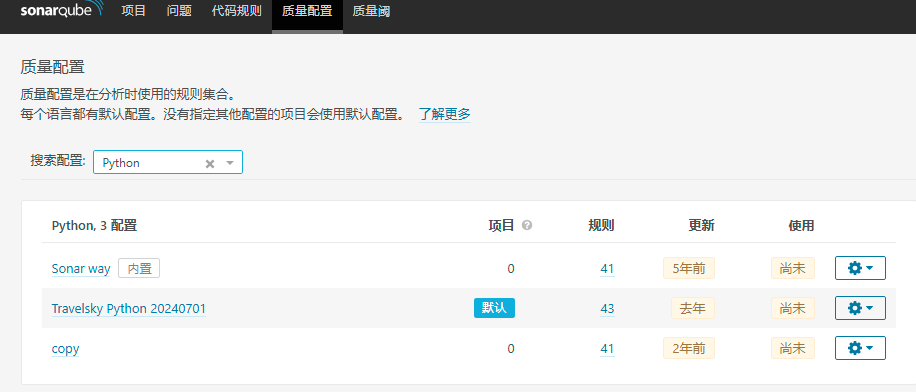 sonarqube 项目 问题 代码规则 质量配置 质量阈
质量配置
质量配置是在分析时使用的规则集合。
每个语言都有默认配置。没有指定其他配置的项目会使用默认配置。 了解更多
搜索配置: Python
Python, 3 配置 项目 ? 规则 更新 使用
Sonar way 内置 0 41 5年前 尚未
Travelsky Python 20240701 默认 43 去年 尚未
copy 0 41 2年前 尚未